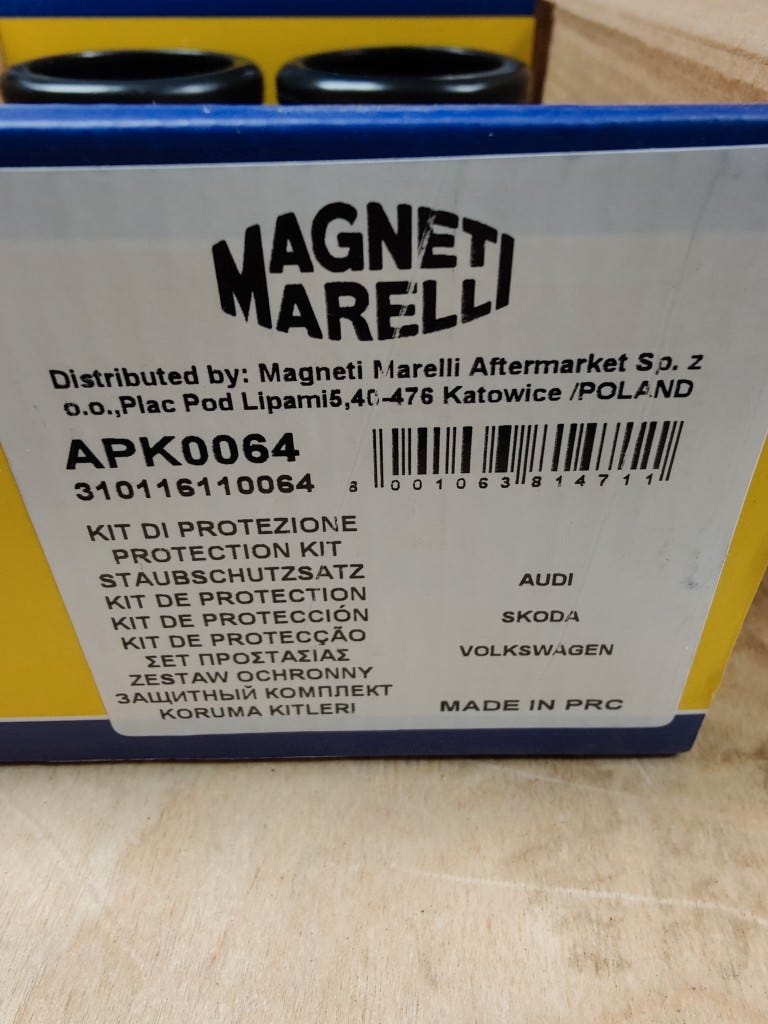 MAGNETI
MARELLI
Distributed by: Magneti Marelli Aftermarket Sp. z
o.o.,Plac Pod Lipami5,40-476 Katowice /POLAND
APK0064
310116110064
8 001063 814711
KIT DI PROTEZIONE
PROTECTION KIT
STAUBSCHUTZSATZ
KIT DE PROTECTION
KIT DE PROTECCIÓN
KIT DE PROTECÇÃO
ΣΕΤ ΠΡΟΣΤΑΣΙΑΣ
ZESTAW OCHRONNY
ЗАЩИТНЫЙ КОМПЛЕКТ
KORUMA KITLERI
AUDI
SKODA
VOLKSWAGEN
MADE IN PRC